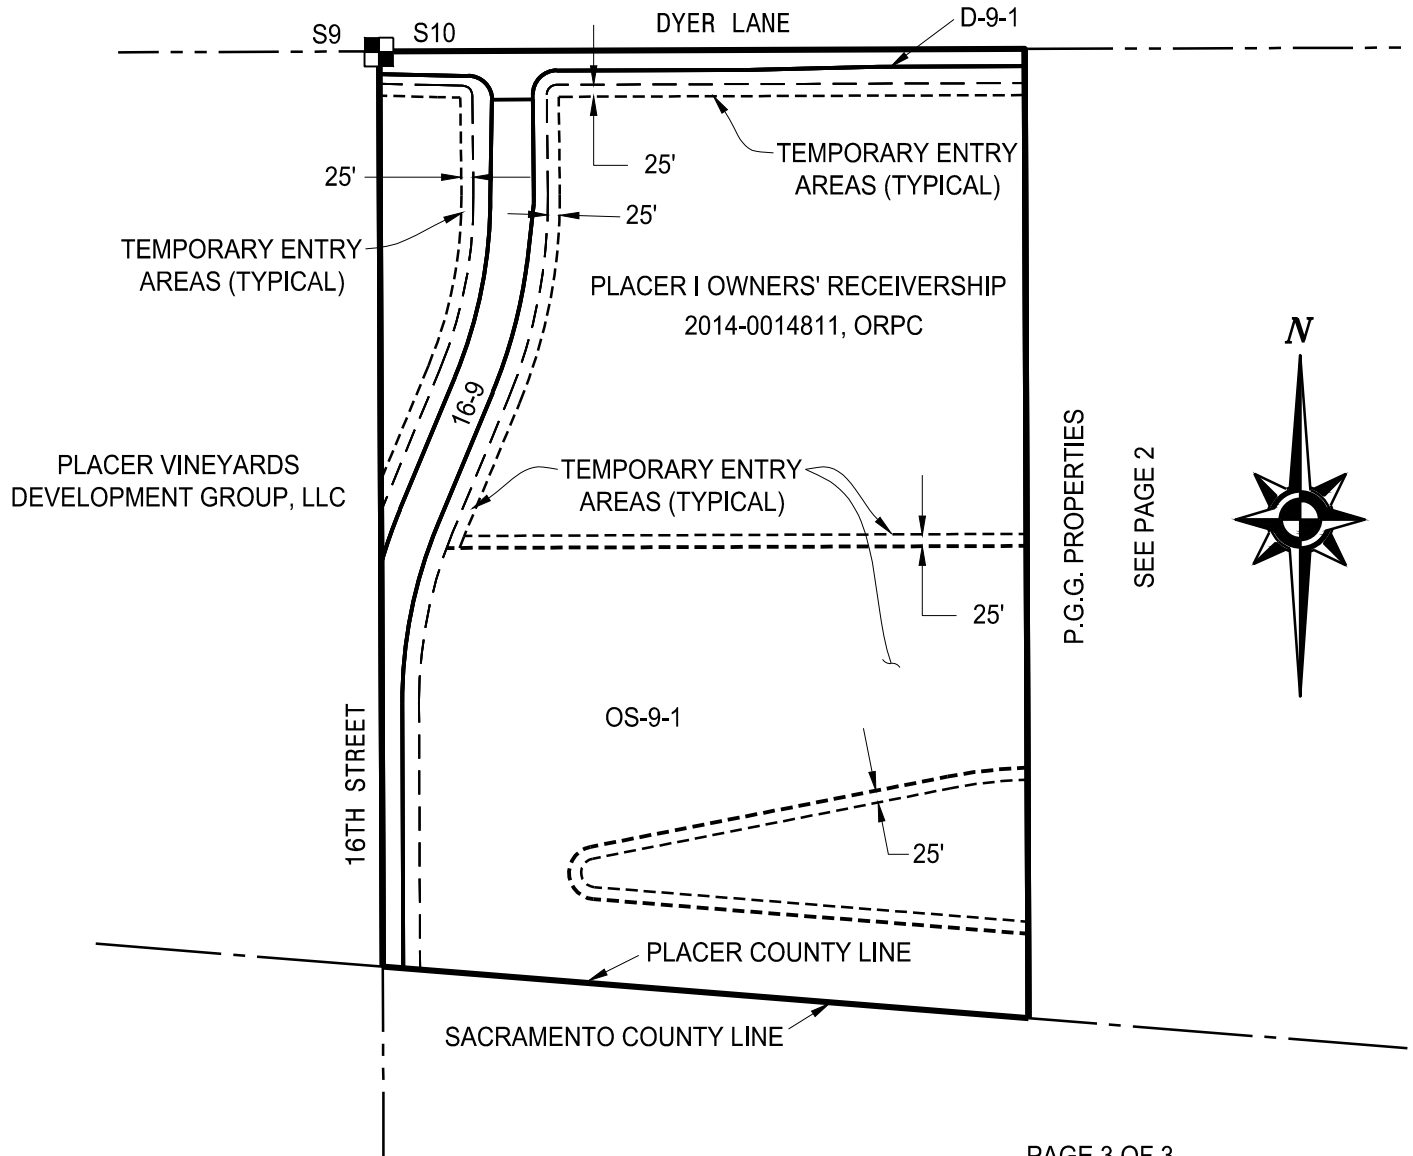 S9
S10
DYER LANE
D-9-1
25'
25'
25'
TEMPORARY ENTRY
AREAS (TYPICAL)
TEMPORARY ENTRY
AREAS (TYPICAL)
PLACER I OWNERS' RECEIVERSHIP
2014-0014811, ORPC
N
16-9
PLACER VINEYARDS
DEVELOPMENT GROUP, LLC
TEMPORARY ENTRY
AREAS (TYPICAL)
P.G.G. PROPERTIES
SEE PAGE 2
25'
OS-9-1
16TH STREET
25'
PLACER COUNTY LINE
SACRAMENTO COUNTY LINE
PAGE 3 OF 3